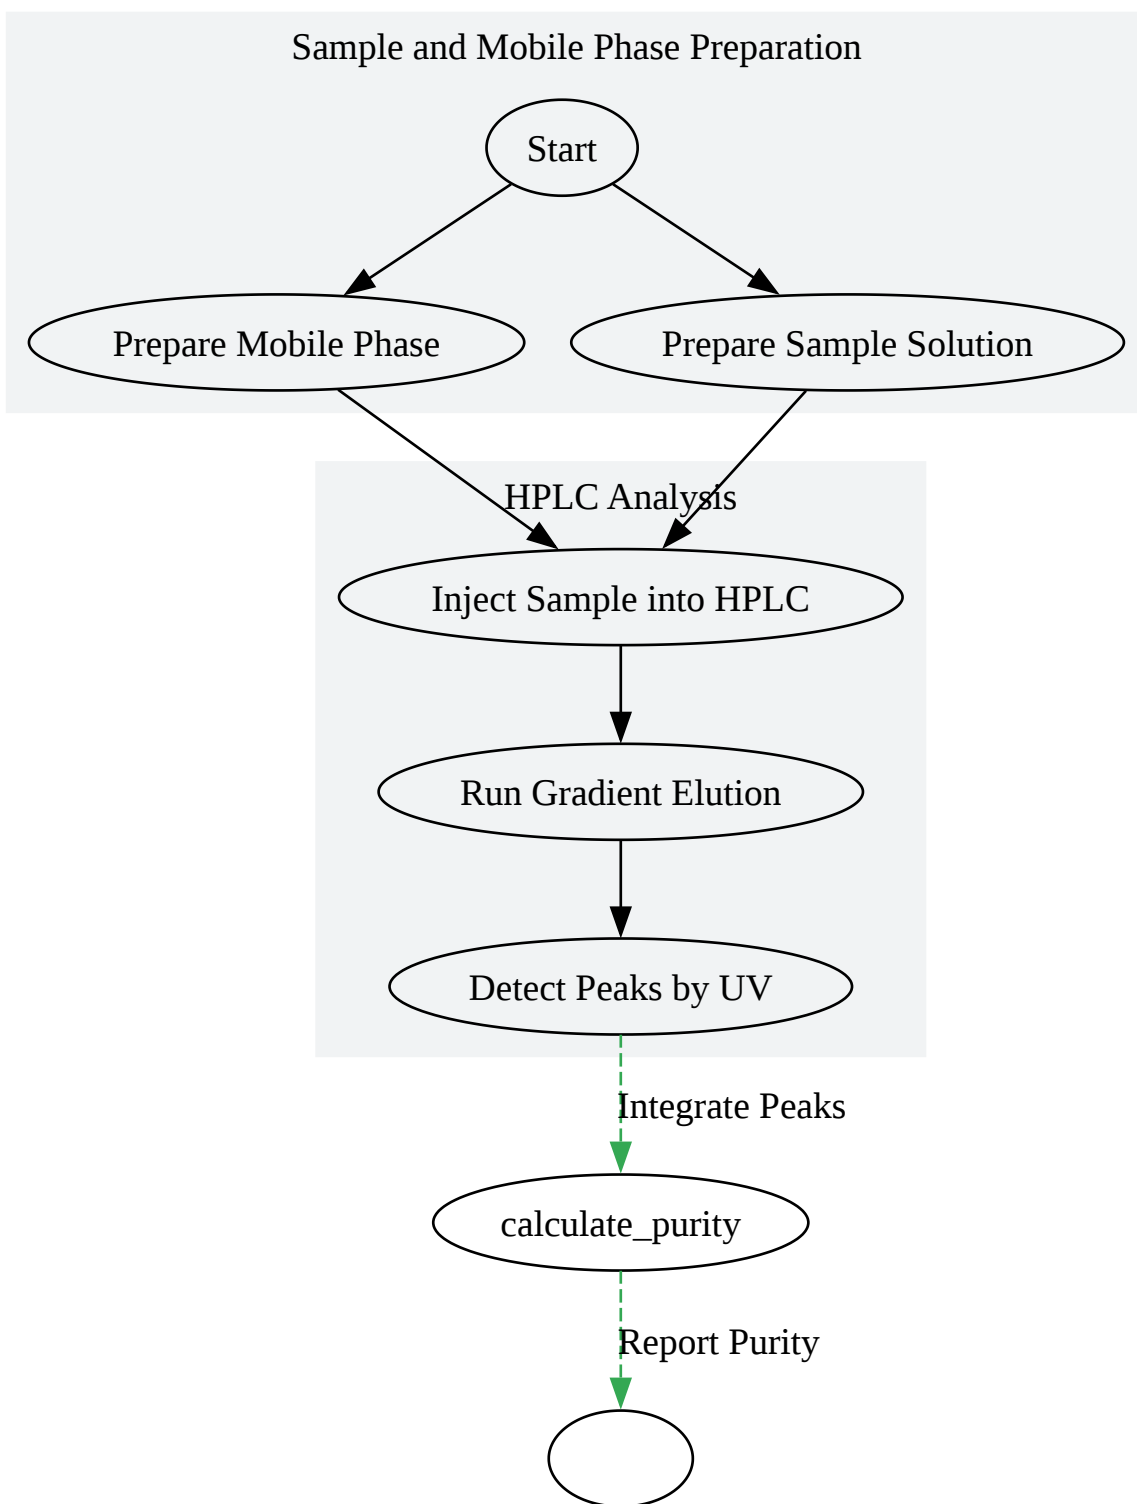 Sample and Mobile Phase Preparation
Start
Prepare Mobile Phase
Prepare Sample Solution
HPLC Analysis
Inject Sample into HPLC
Run Gradient Elution
Detect Peaks by UV
Integrate Peaks
calculate_purity
Report Purity